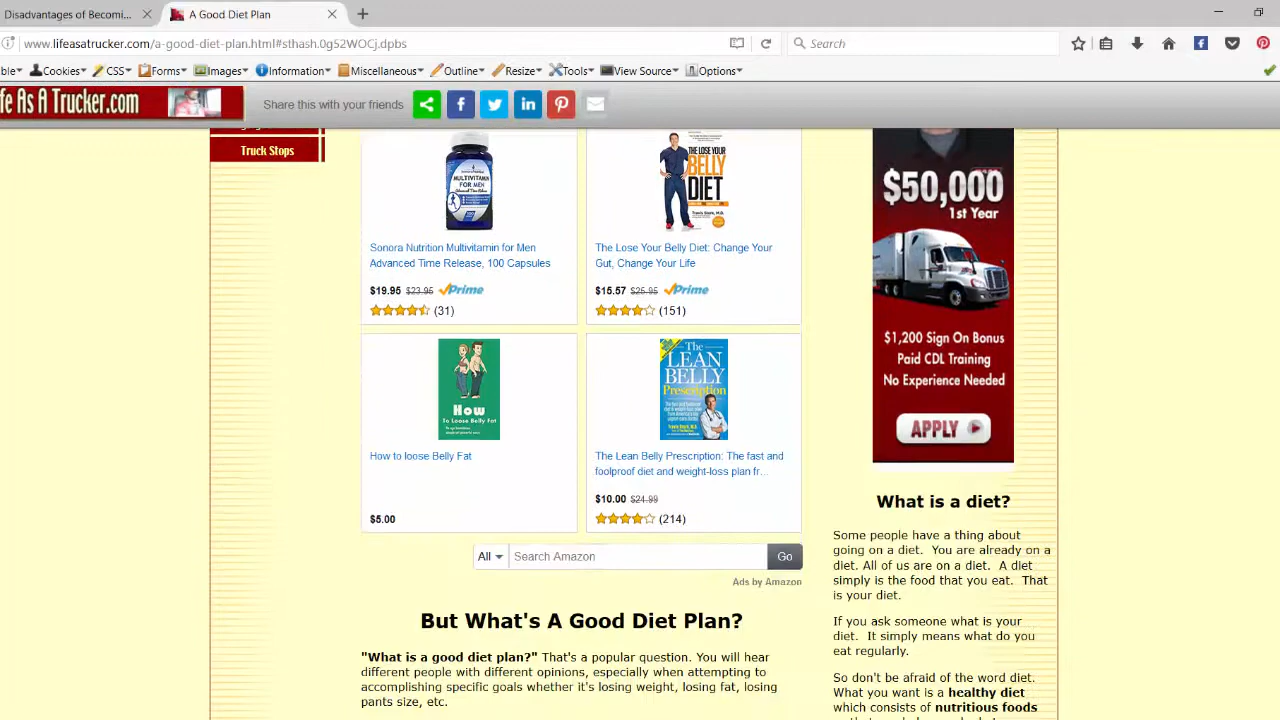 Disadvantages of Becomi...
A Good Diet Plan
www.lifeasatrucker.com/a-good-diet-plan.html#sthash.0g52WOCj.dpbs
Search
ble
Cookies
CSS
Forms
Images
Information
Miscellaneous
Outline
Resize
Tools
View Source
Options
fe As A Trucker.com
Share this with your friends
Truck Stops
MULTIVITAMIN
FOR MEN
Sonora Nutrition Multivitamin for Men
Advanced Time Release, 100 Capsules
$19.95 $23.95 Prime
(31)
THE LOSE YOUR
BELLY
DIET
The Lose Your Belly Diet: Change Your
Gut, Change Your Life
$15.57 $26.95 Prime
(151)
How
To Loose Belly Fat
How to loose Belly Fat
$5.00
The
LEAN
BELLY
Prescription
The Lean Belly Prescription: The fast and
foolproof diet and weight-loss plan fr...
$10.00 $24.99
(214)
All
Search Amazon
Go
Ads by Amazon
But What's A Good Diet Plan?
"What is a good diet plan?" That's a popular question. You will hear
different people with different opinions, especially when attempting to
accomplishing specific goals whether it's losing weight, losing fat, losing
pants size, etc.
$50,000
1st Year
$1,200 Sign On Bonus
Paid CDL Training
No Experience Needed
APPLY
What is a diet?
Some people have a thing about
going on a diet. You are already on a
diet. All of us are on a diet. A diet
simply is the food that you eat. That
is your diet.
If you ask someone what is your
diet. It simply means what do you
eat regularly.
So don't be afraid of the word diet.
What you want is a healthy diet
which consists of nutritious foods